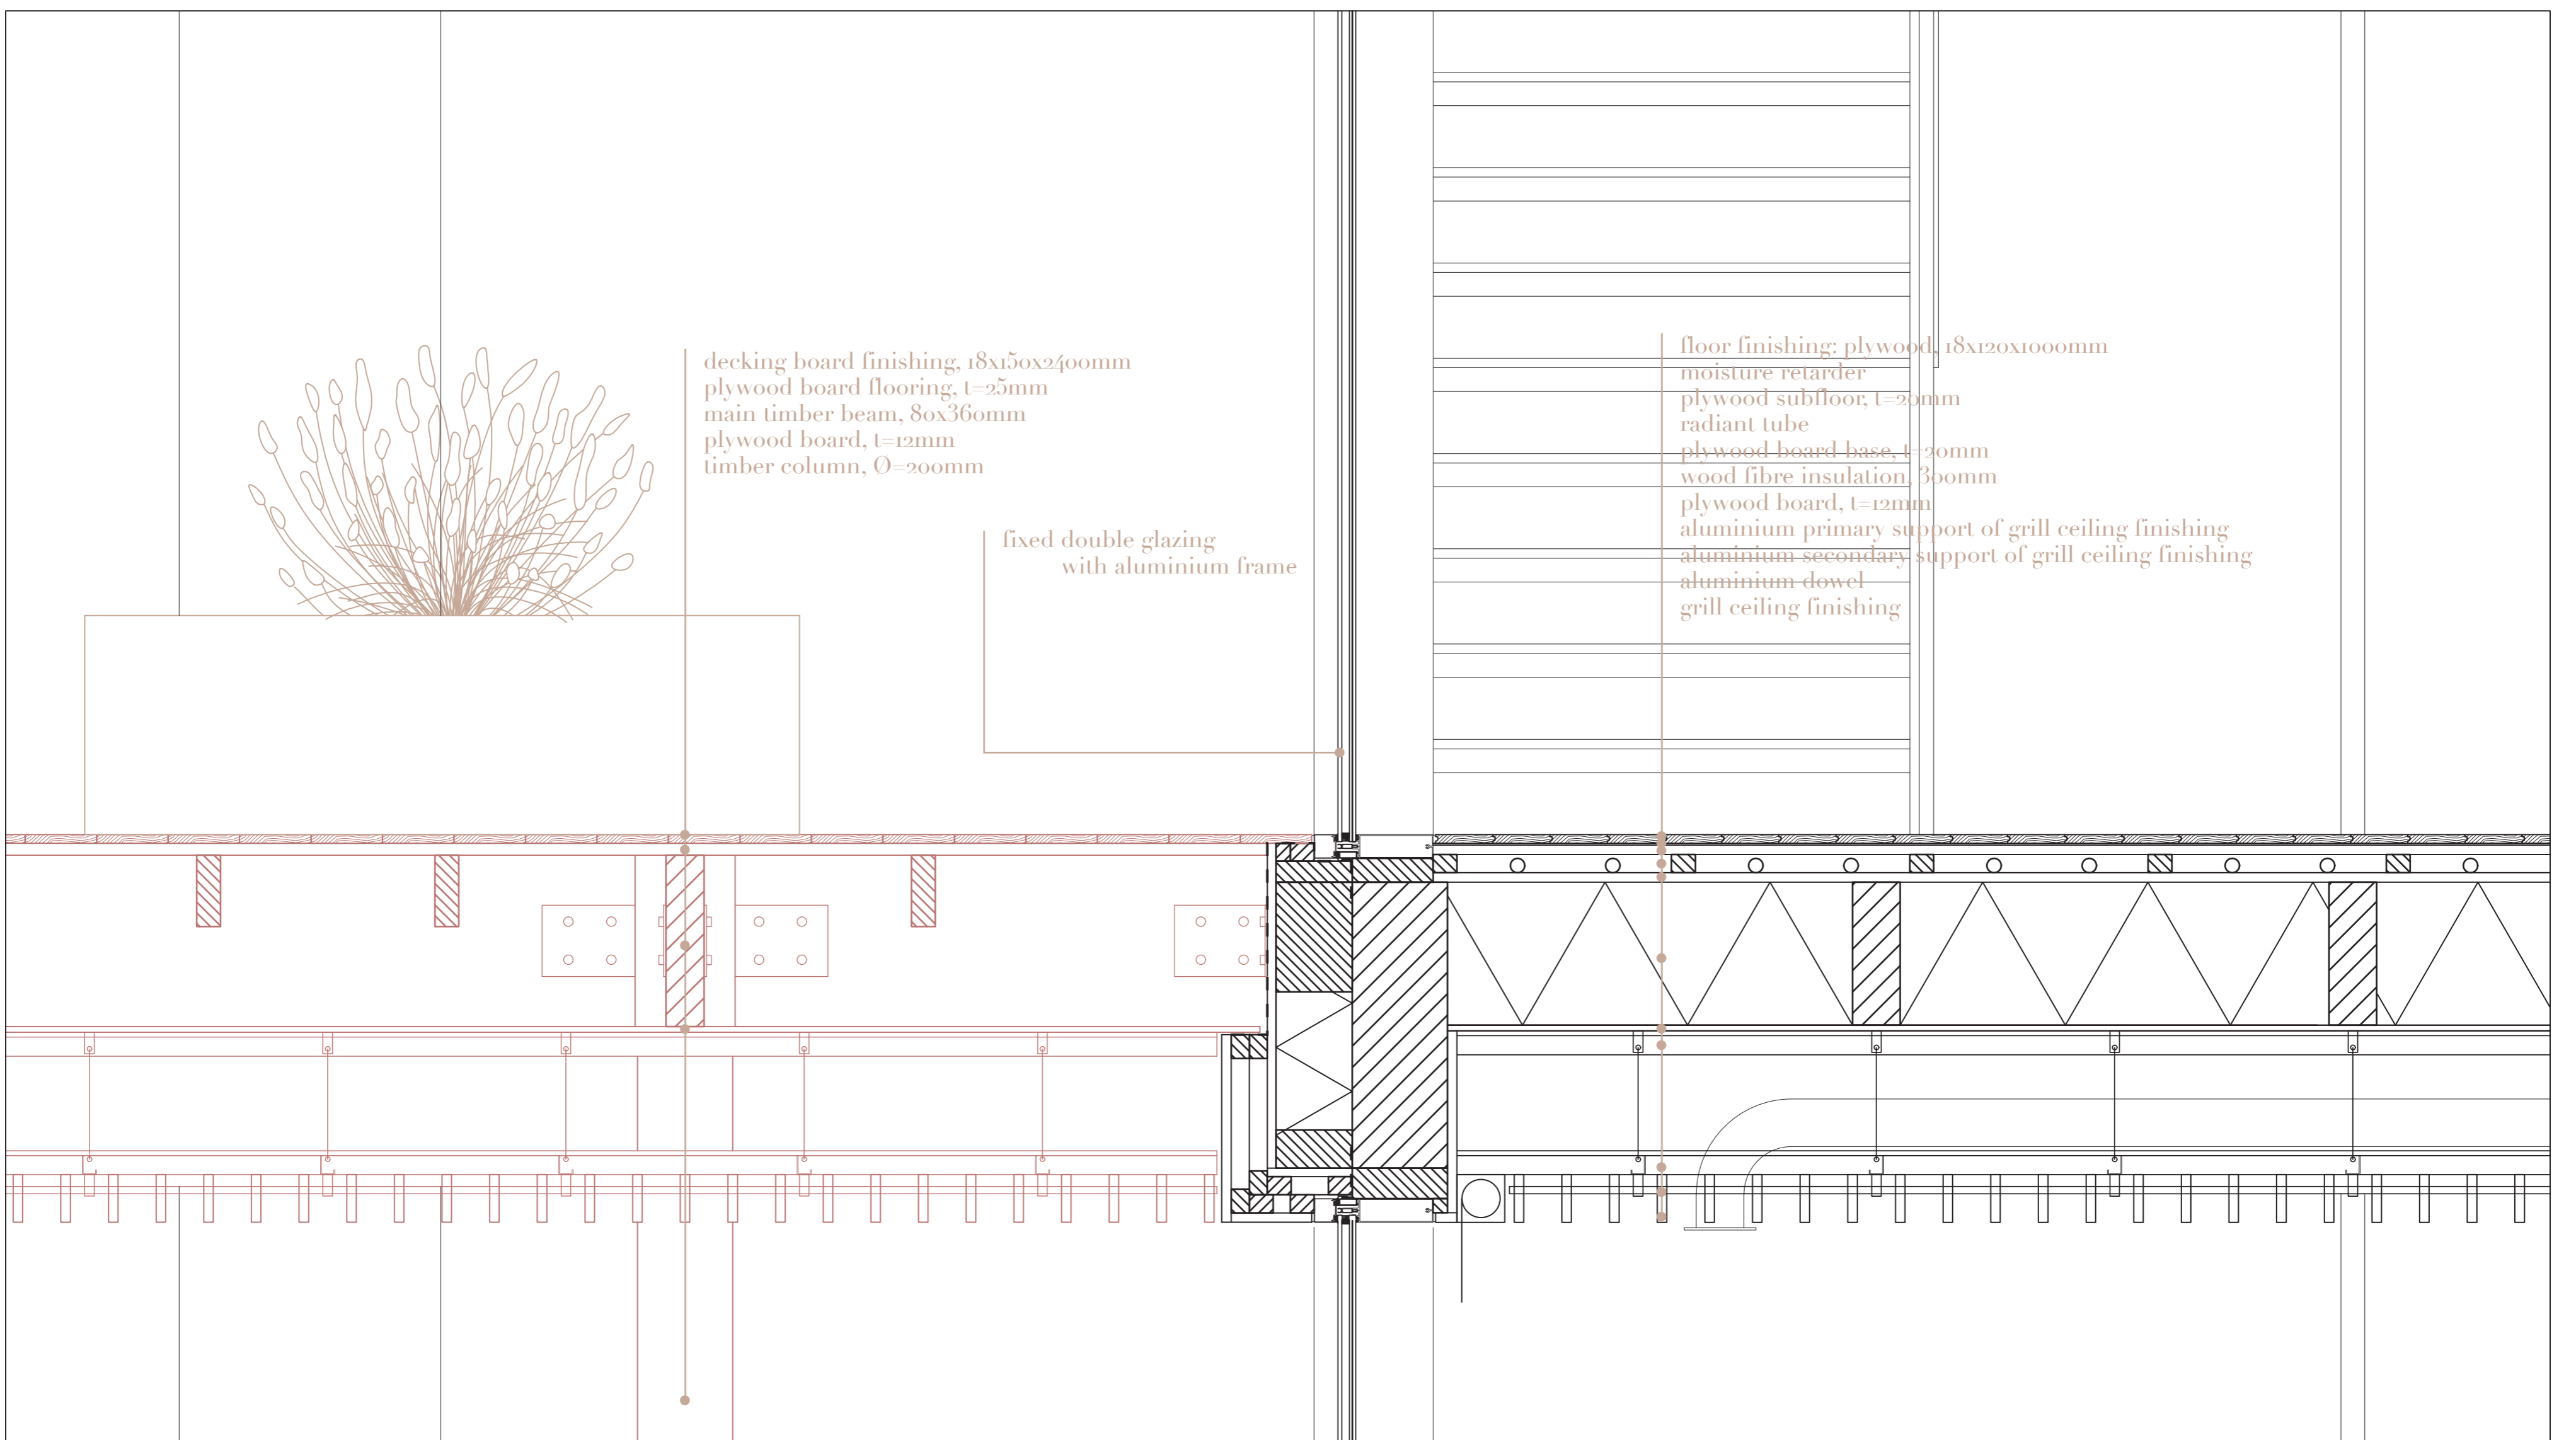 decking board finishing, 18x150x2400mm
plywood board flooring, t=25mm
main timber beam, 80x360mm
plywood board, t=12mm
timber column, Ø=200mm
fixed double glazing
with aluminium frame
floor finishing: plywood, 18x120x1000mm
moisture retarder
plywood subfloor, t=20mm
radiant tube
plywood board base, t=20mm
wood fibre insulation, 300mm
plywood board, t=12mm
aluminium primary support of grill ceiling finishing
aluminium secondary support of grill ceiling finishing
aluminium dowel
grill ceiling finishing